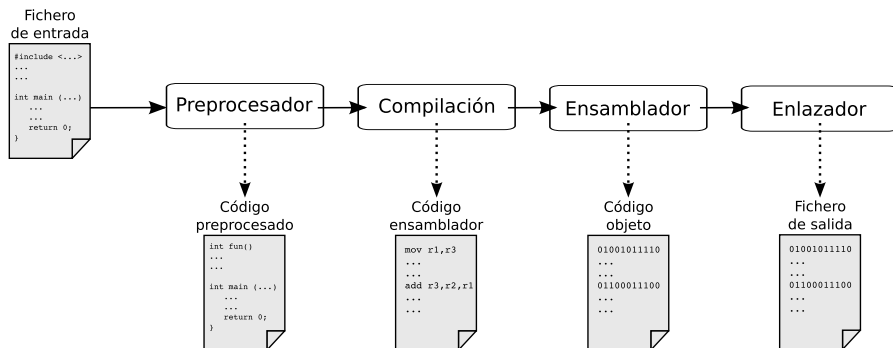 Fichero
de entrada
#include <...>
...
...
int main (...)
...
...
return 0;
}
Preprocesador
Compilación
Ensamblador
Enlazador
Código
preprocesado
int fun()
...
...
int main (...)
...
...
return 0;
}
Código
ensamblador
mov r1,r3
...
...
add r3,r2,r1
...
...
Código
objeto
01001011110
...
...
01100011100
...
...
Fichero
de salida
01001011110
...
...
01100011100
...
...